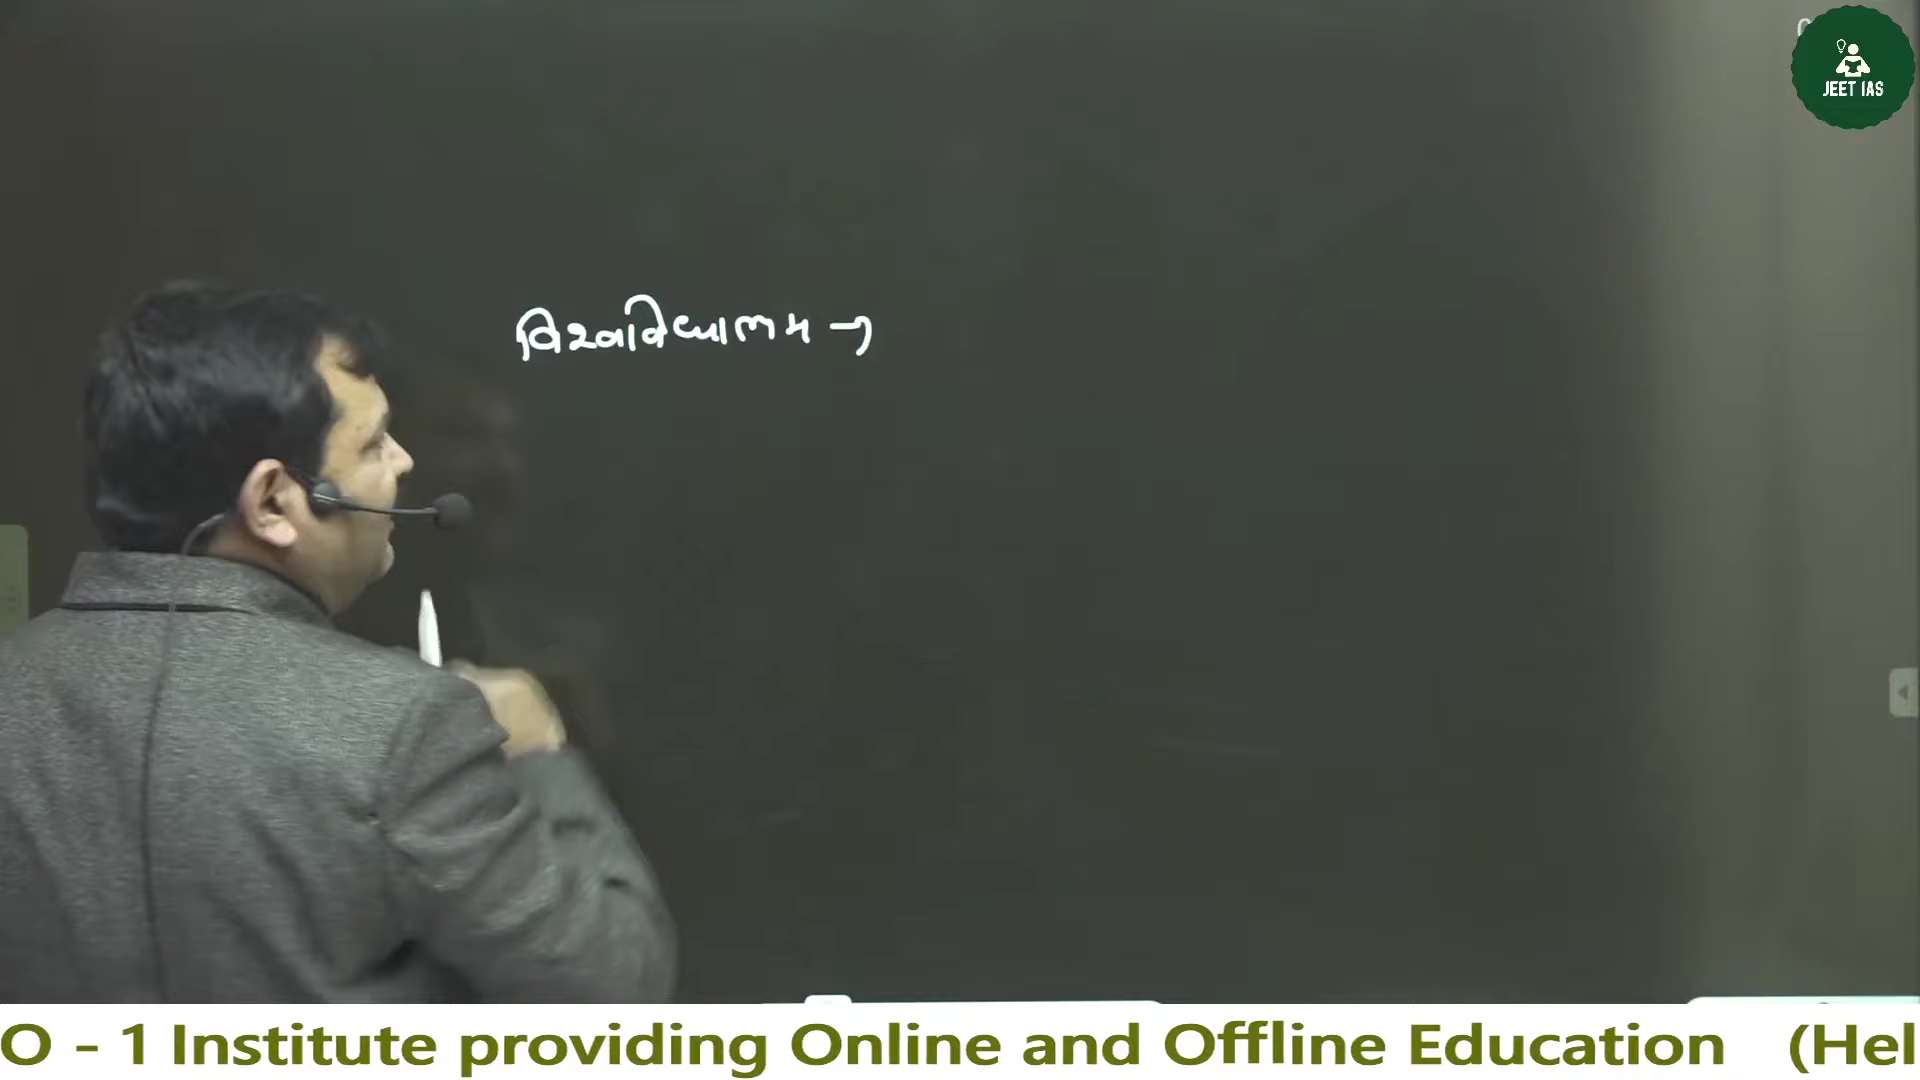 JEET IAS
विश्वविद्यालय →
O - 1 Institute providing Online and Offline Education (Hel